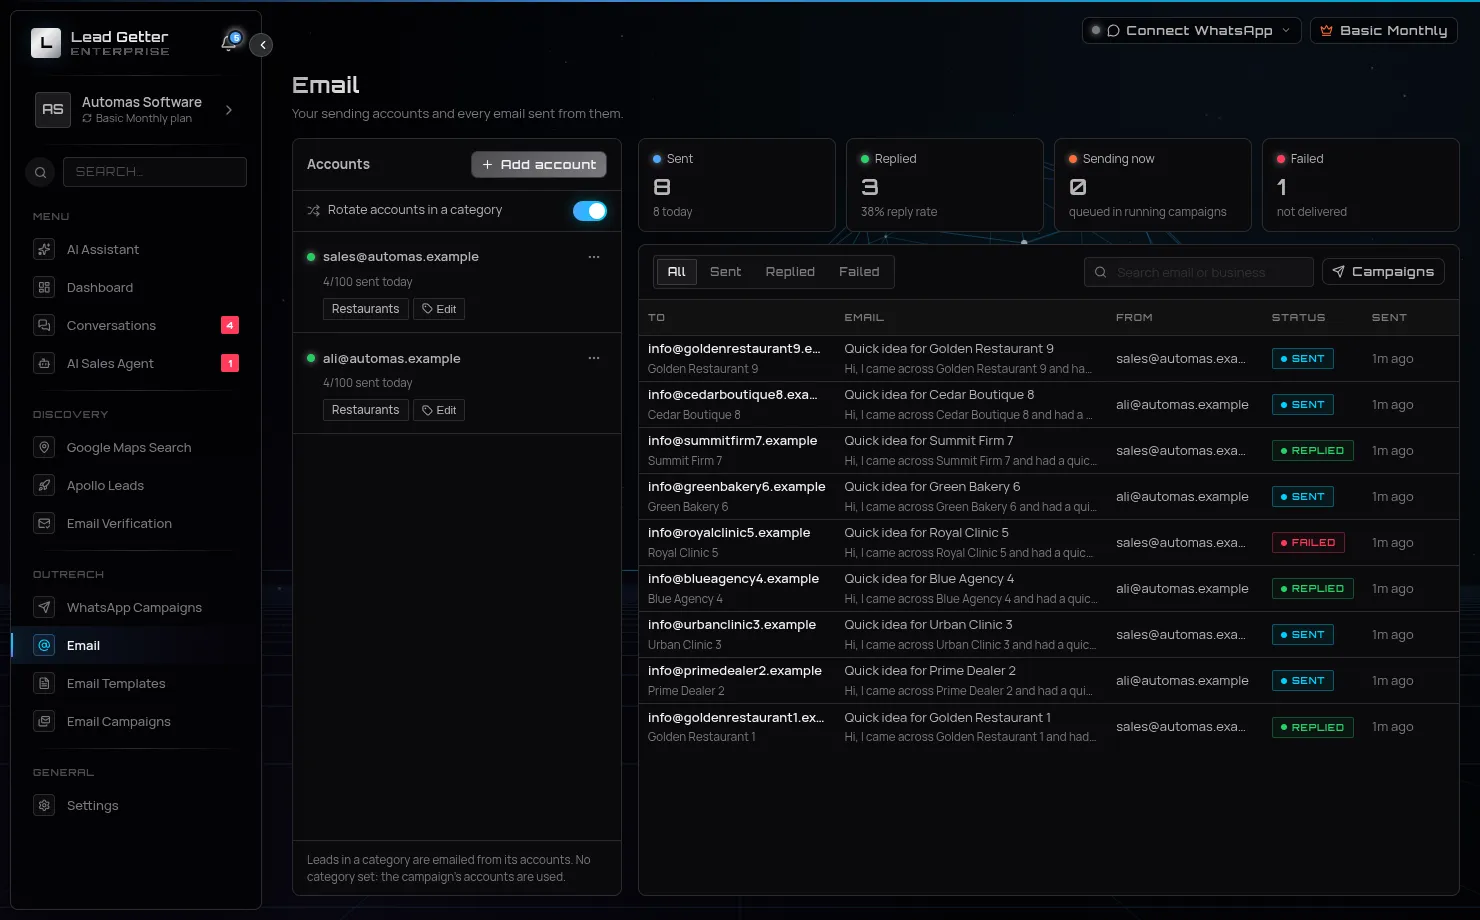 L
Lead Getter
ENTERPRISE
5
Connect WhatsApp
Basic Monthly
AS
Automas Software
Basic Monthly plan
SEARCH...
MENU
AI Assistant
Dashboard
Conversations
4
AI Sales Agent
1
DISCOVERY
Google Maps Search
Apollo Leads
Email Verification
OUTREACH
WhatsApp Campaigns
Email
Email Templates
Email Campaigns
GENERAL
Settings
Email
Your sending accounts and every email sent from them.
Accounts
+ Add account
Rotate accounts in a category
sales@automas.example
4/100 sent today
Restaurants
Edit
ali@automas.example
4/100 sent today
Restaurants
Edit
Leads in a category are emailed from its accounts. No
category set: the campaign's accounts are used.
Sent
8
8 today
Replied
3
38% reply rate
Sending now
0
queued in running campaigns
Failed
1
not delivered
All Sent Replied Failed
Search email or business
Campaigns
TO EMAIL FROM STATUS SENT
info@goldenrestaurant9.e... Quick idea for Golden Restaurant 9 sales@automas.exa... SENT 1m ago
Golden Restaurant 9 Hi, I came across Golden Restaurant 9 and ha...
info@cedarboutique8.exa... Quick idea for Cedar Boutique 8 ali@automas.example SENT 1m ago
Cedar Boutique 8 Hi, I came across Cedar Boutique 8 and had a ...
info@summitfirm7.example Quick idea for Summit Firm 7 sales@automas.exa... REPLIED 1m ago
Summit Firm 7 Hi, I came across Summit Firm 7 and had a quic...
info@greenbakery6.example Quick idea for Green Bakery 6 ali@automas.example SENT 1m ago
Green Bakery 6 Hi, I came across Green Bakery 6 and had a qui...
info@royalclinic5.example Quick idea for Royal Clinic 5 sales@automas.exa... FAILED 1m ago
Royal Clinic 5 Hi, I came across Royal Clinic 5 and had a quic...
info@blueagency4.example Quick idea for Blue Agency 4 ali@automas.example REPLIED 1m ago
Blue Agency 4 Hi, I came across Blue Agency 4 and had a quic...
info@urbanclinic3.example Quick idea for Urban Clinic 3 sales@automas.exa... SENT 1m ago
Urban Clinic 3 Hi, I came across Urban Clinic 3 and had a quic...
info@primedealer2.example Quick idea for Prime Dealer 2 ali@automas.example SENT 1m ago
Prime Dealer 2 Hi, I came across Prime Dealer 2 and had a qui...
info@goldenrestaurant1.ex... Quick idea for Golden Restaurant 1 sales@automas.exa... REPLIED 1m ago
Golden Restaurant 1 Hi, I came across Golden Restaurant 1 and had...